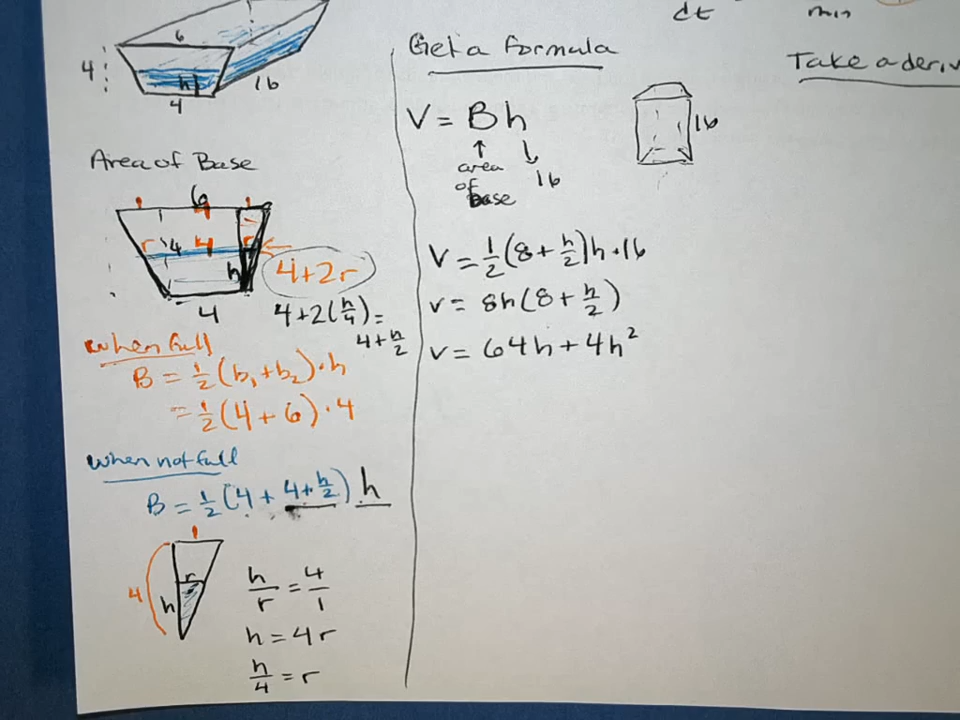 6
4
h
4
16
Area of Base
6
4
r
4
4
r
h
4
4+2r
4+2(h/4)=
4+h/2
When full
B = 1/2(b₁+b₂)·h
= 1/2(4+6)·4
When not full
B = 1/2(4+4+h/2)h
1
4
r
h
h/r = 4/1
h = 4r
h/4 = r
Get a formula
V = Bh
↑
area
of
base
16
16
V = 1/2(8+h/2)h·16
V = 8h(8+h/2)
V = 64h+4h²
dt
min
Take a deriv